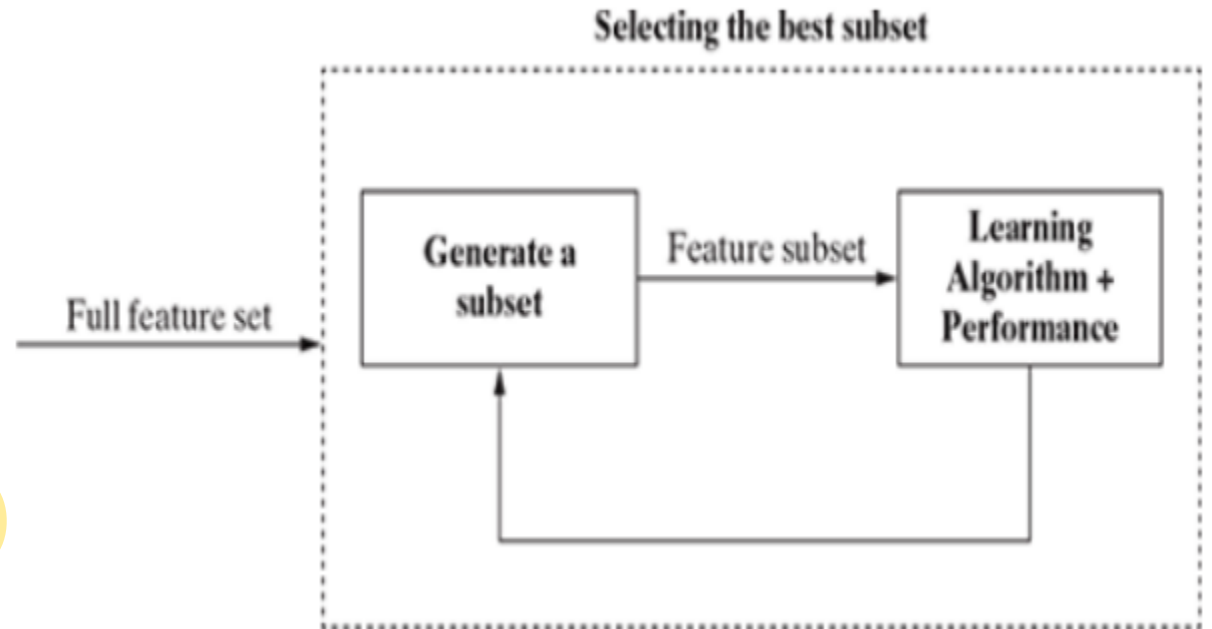 Selecting the best subset
Full feature set
Generate a
subset
Feature subset
Learning
Algorithm +
Performance